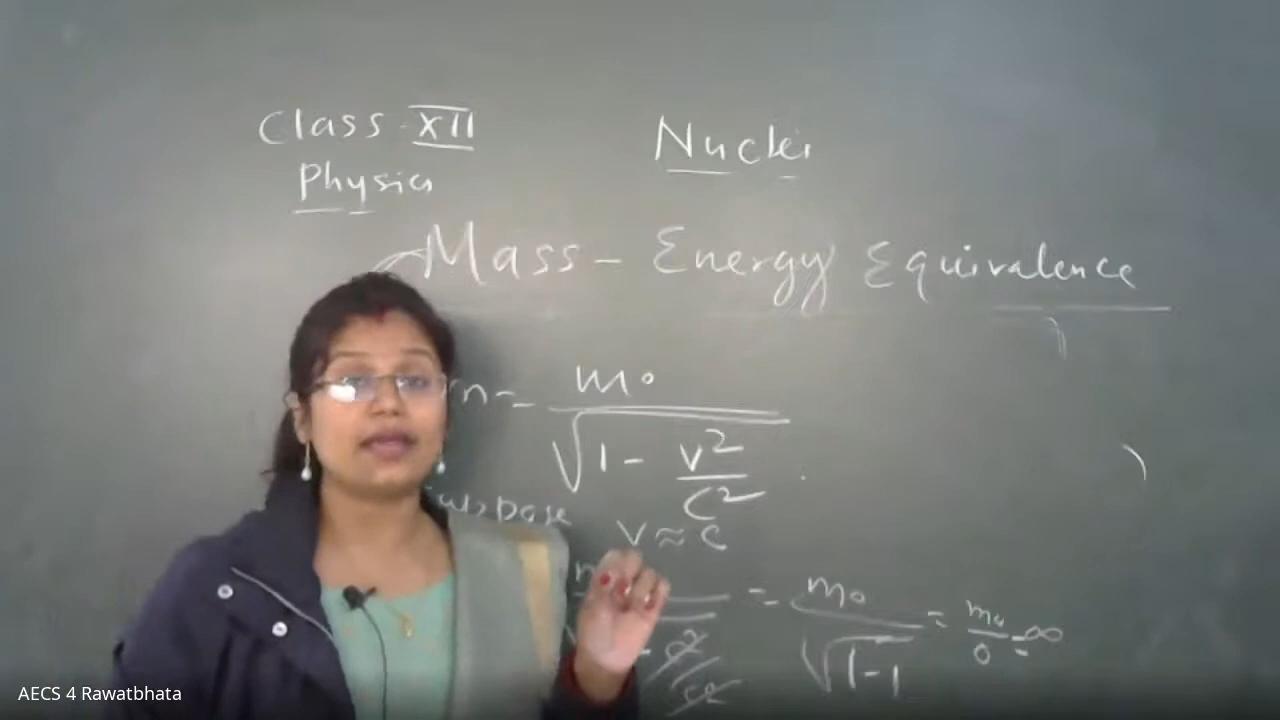 Class - XII
Nuclei
Physics
Mass - Energy Equivalence
m = m₀ / √(1 - v²/c²)
v ≈ c
= m₀ / √(1-1) = m₀/0 = ∞
AECS 4 Rawatbhata